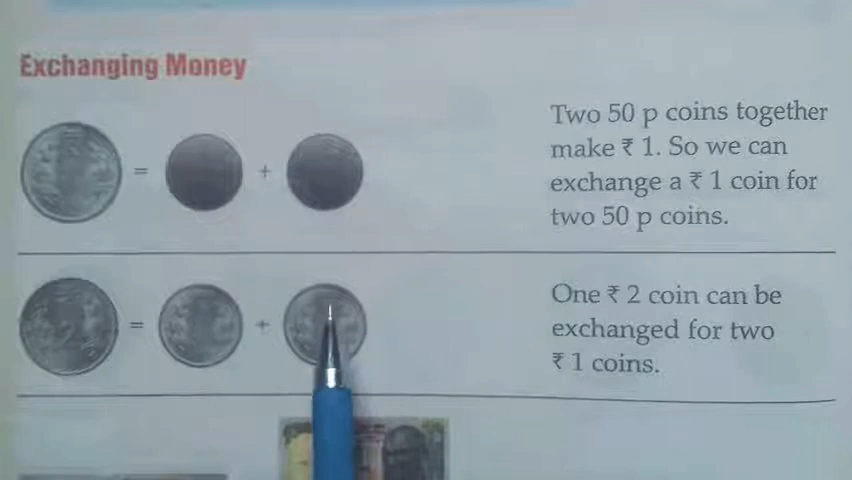 Exchanging Money
= +
Two 50 p coins together
make ₹ 1. So we can
exchange a ₹ 1 coin for
two 50 p coins.
= +
One ₹ 2 coin can be
exchanged for two
₹ 1 coins.